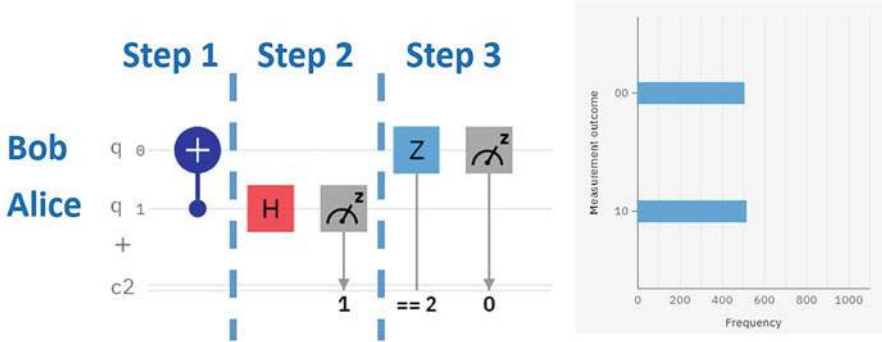 Step 1 Step 2 Step 3
Bob q 0 Z z
Alice q 1 H z
+
c2
1 == 2 0
Measurement outcome
00
10
0 200 400 600 800 1000
Frequency